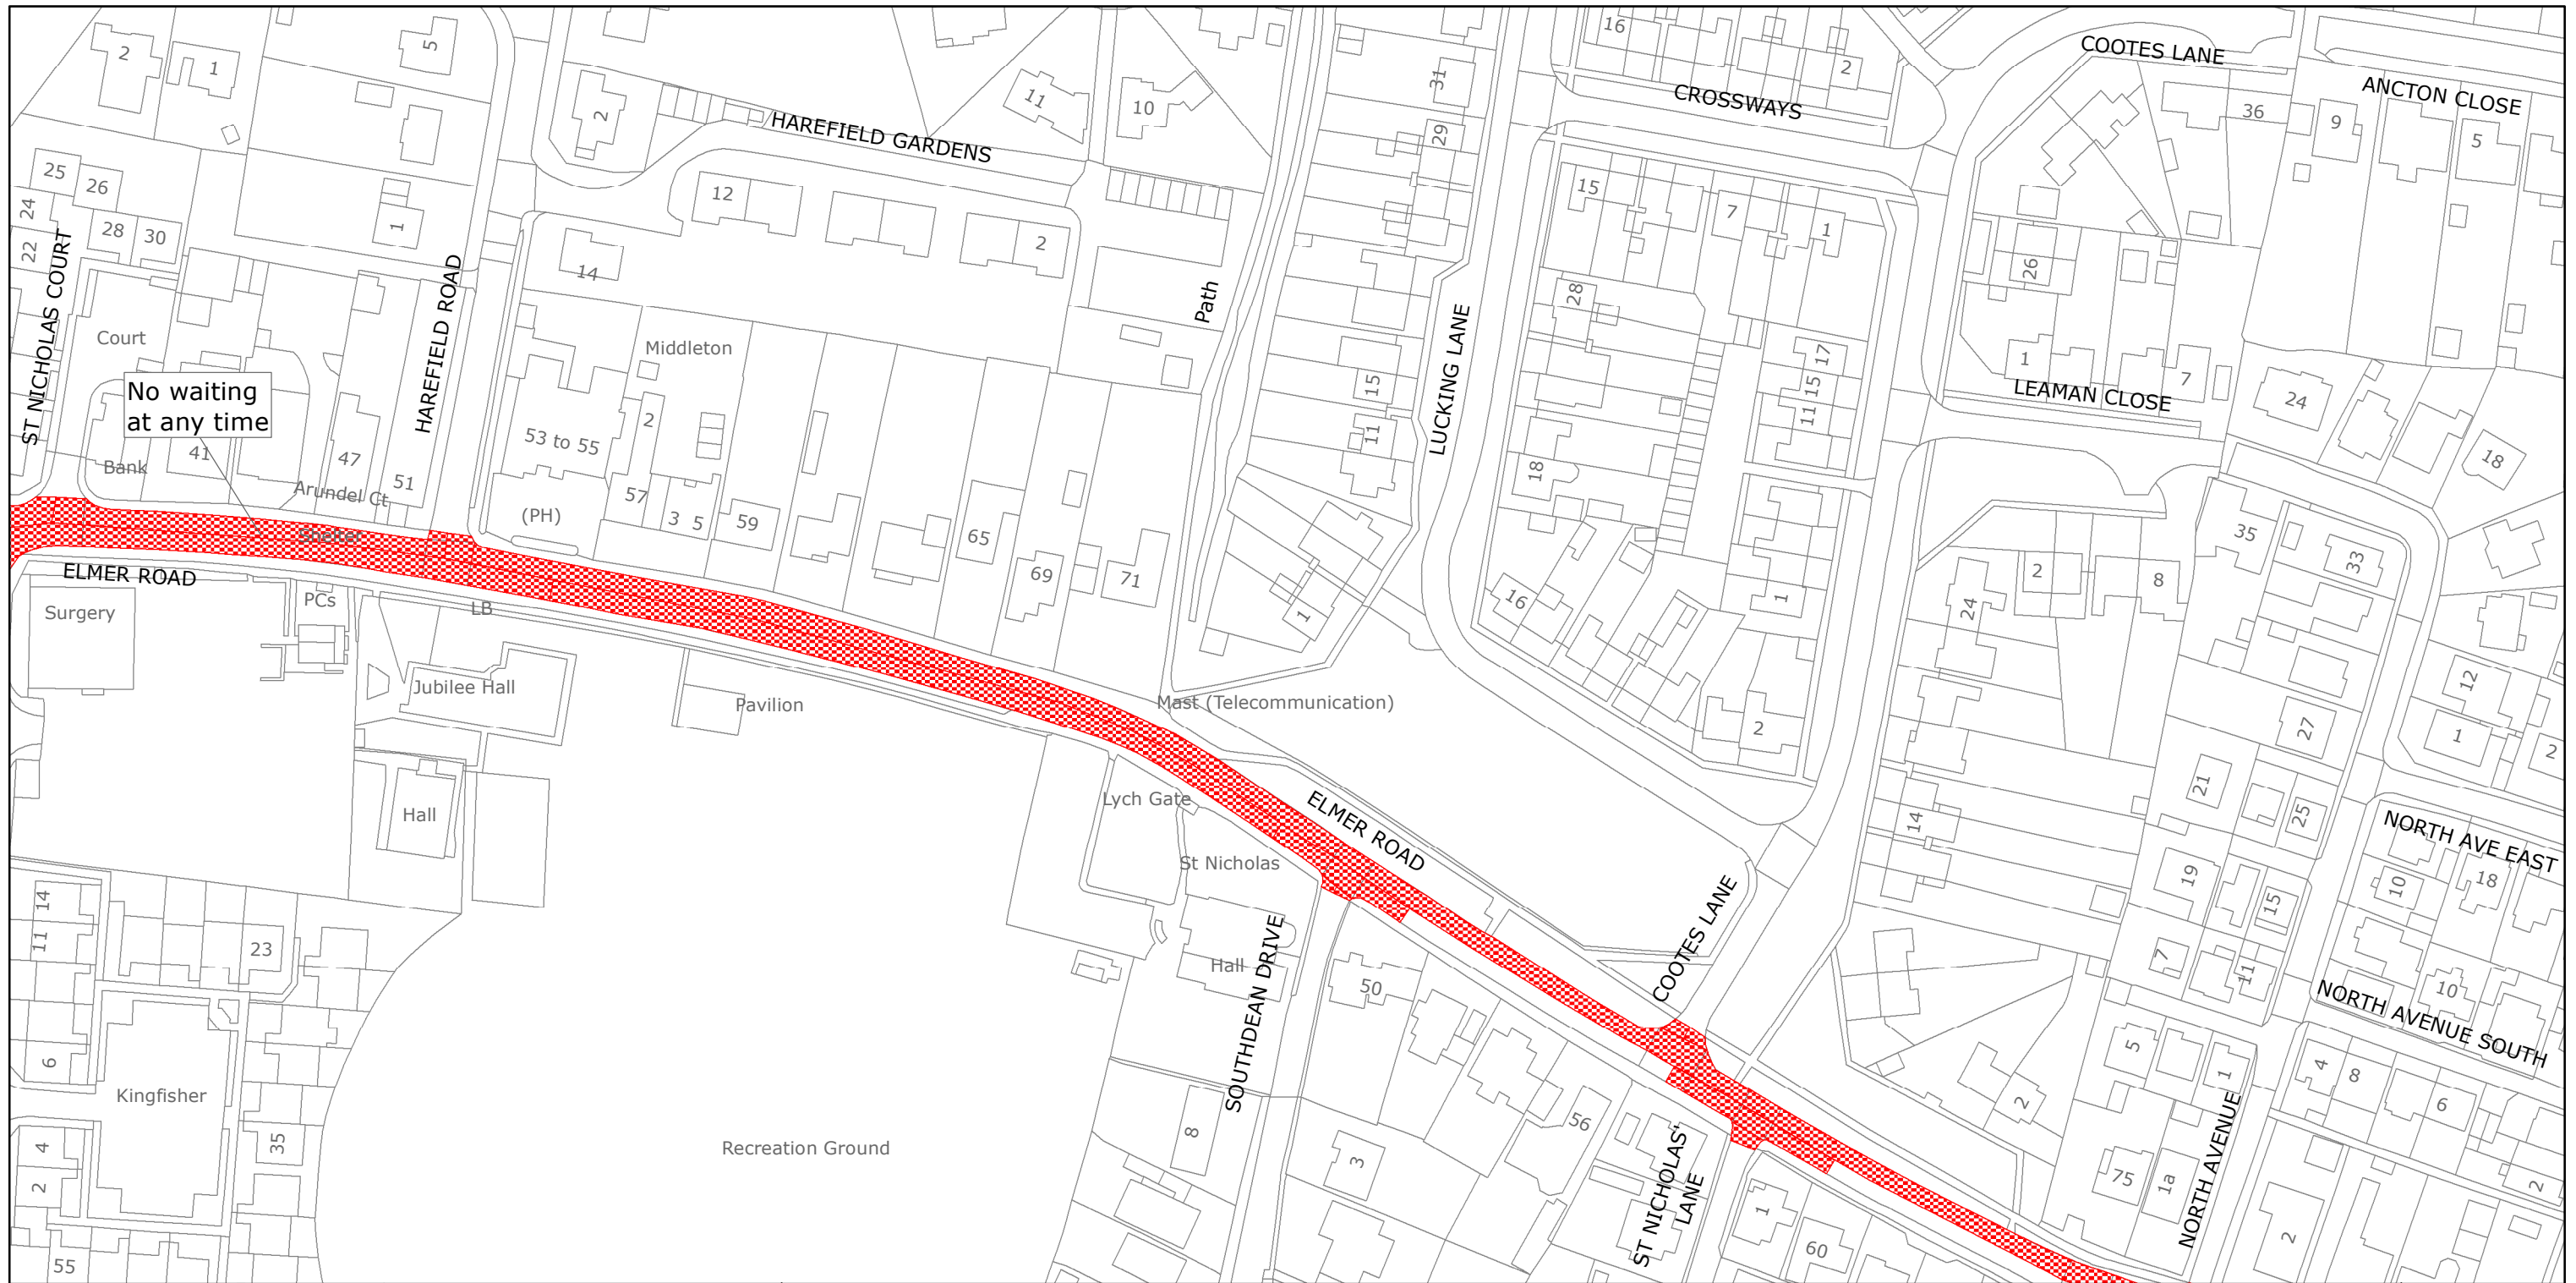 2
1
5
2
HAREFIELD GARDENS
11
10
31
29
16
2
CROSSWAYS
COOTES LANE
36
ANCTON CLOSE
9
5
25
26
24
28
30
22
ST NICHOLAS COURT
1
HAREFIELD ROAD
12
14
2
Path
15
7
1
28
26
Court
Middleton
No waiting
at any time
LUCKING LANE
15
11
17
15
11
1
7
LEAMAN CLOSE
24
18
41
Bank
47
51
Arundel Ct
Shelter
53 to 55
2
(PH)
57
3
5
59
65
69
71
18
16
1
1
2
35
33
2
8
24
12
1
2
27
21
25
14
ELMER ROAD
Surgery
PCs
LB
Jubilee Hall
Pavilion
Mast (Telecommunication)
Hall
Lych Gate
ELMER ROAD
St Nicholas
Hall
SOUTHDEAN DRIVE
COOTES LANE
50
NORTH AVE EAST
19
15
10
18
7
11
10
NORTH AVENUE SOUTH
14
11
23
6
Kingfisher
35
4
2
55
Recreation Ground
8
3
56
ST NICHOLAS'
LANE
1
60
2
5
1
4
8
6
2
75
1a
NORTH AVENUE
2